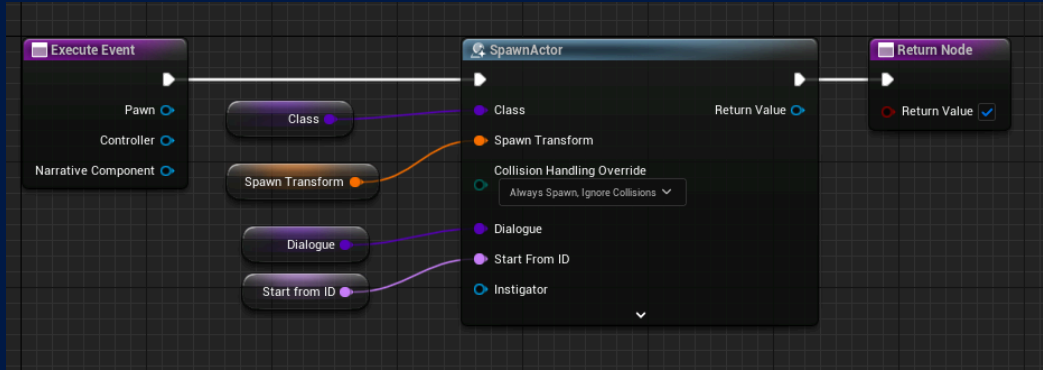 Execute Event
Pawn
Controller
Narrative Component
Class
Spawn Transform
Dialogue
Start from ID
SpawnActor
Class
Return Value
Spawn Transform
Collision Handling Override
Always Spawn, Ignore Collisions
Dialogue
Start From ID
Instigator
Return Node
Return Value